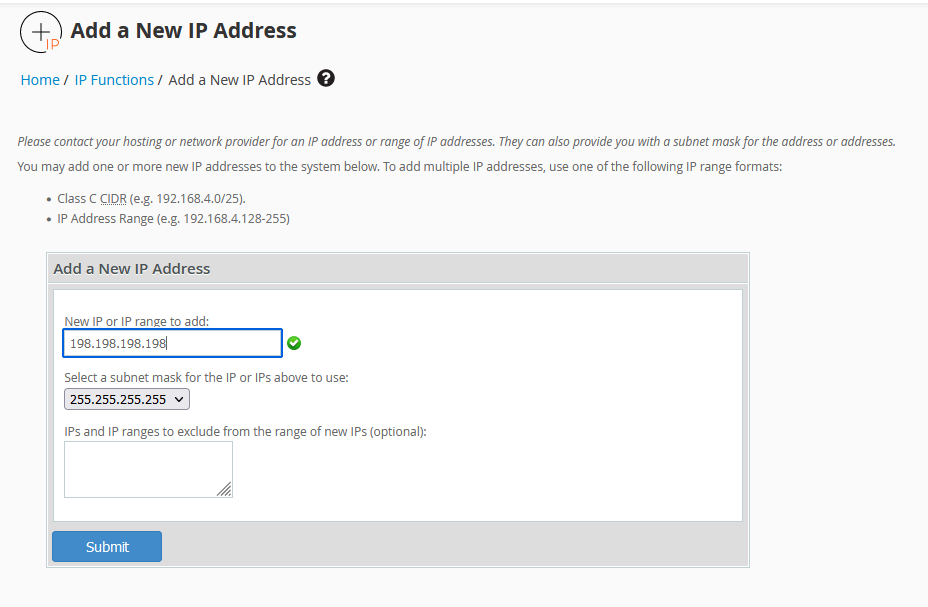 IP
Add a New IP Address
Home / IP Functions / Add a New IP Address ?
Please contact your hosting or network provider for an IP address or range of IP addresses. They can also provide you with a subnet mask for the address or addresses.
You may add one or more new IP addresses to the system below. To add multiple IP addresses, use one of the following IP range formats:
• Class C CIDR (e.g. 192.168.4.0/25).
• IP Address Range (e.g. 192.168.4.128-255)
Add a New IP Address
New IP or IP range to add:
198.198.198.198
Select a subnet mask for the IP or IPs above to use:
255.255.255.255
IPs and IP ranges to exclude from the range of new IPs (optional):
Submit